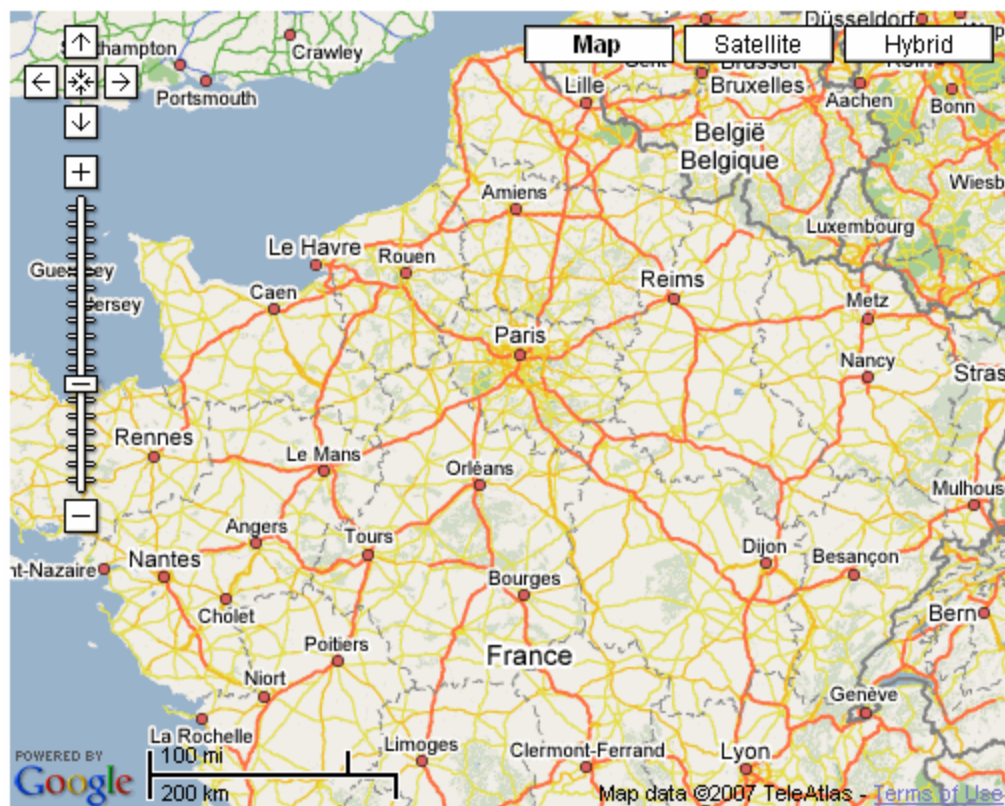 Düsseldorf
Crawley
Map
Satellite
Hybrid
Portsmouth
Lille
Bruxelles
Aachen
Bonn
België
Belgique
Wiesb
Amiens
Luxembourg
Le Havre
Rouen
Reims
Caen
Metz
Paris
Nancy
Stras
Rennes
Le Mans
Orléans
Mulhous
Angers
Tours
Dijon
Besançon
Nantes
nt-Nazaire
Bourges
Cholet
Bern
Poitiers
France
Niort
Genève
La Rochelle
Limoges
Clermont-Ferrand
Lyon
POWERED BY
Google
100 mi
200 km
Map data ©2007 TeleAtlas - Terms of Use